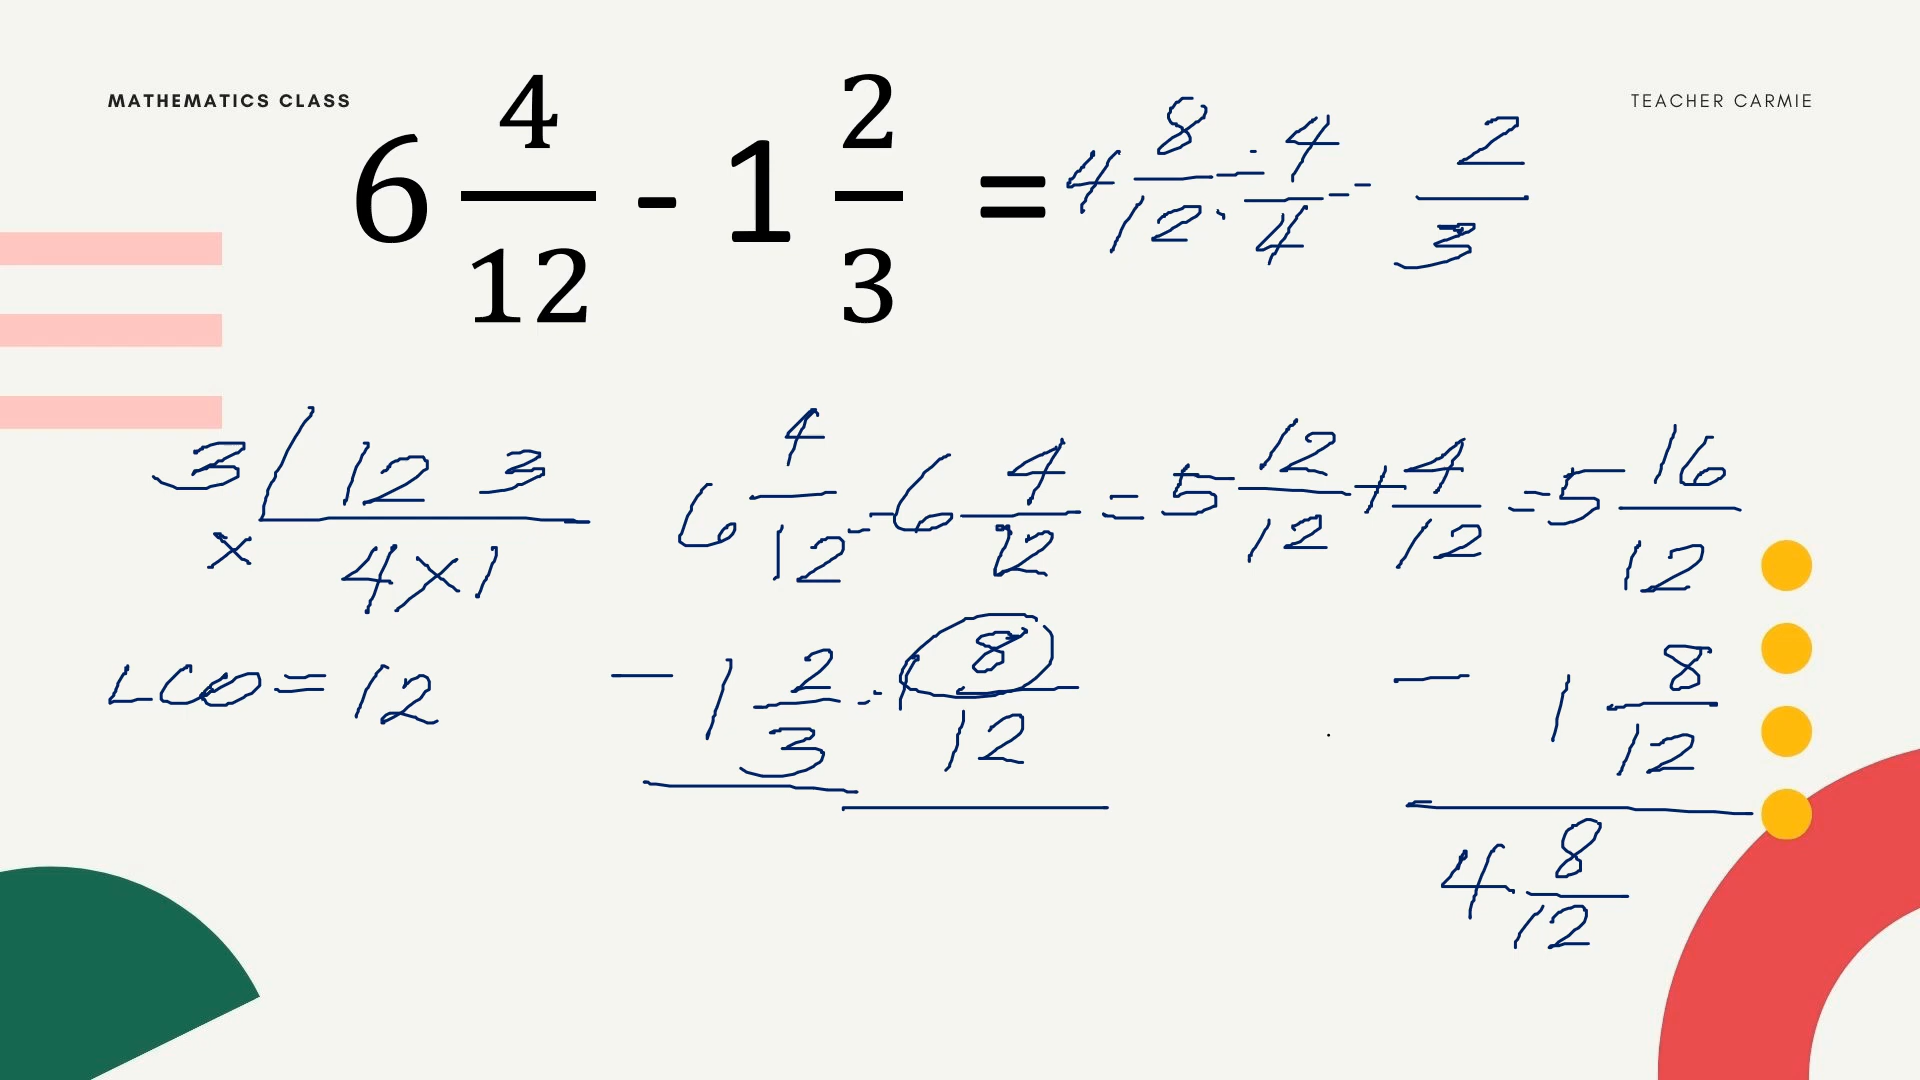 MATHEMATICS CLASS
TEACHER CARMIE
6 4/12 - 1 2/3 = 4 8/12 ÷ 4/4 = 2/3
3 12 3
x 4 x 1
LCD = 12
6 4/12 = 6 4/12 = 5 12/12 + 4/12 = 5 16/12
- 1 2/3 = 1 8/12
- 1 8/12
4 8/12